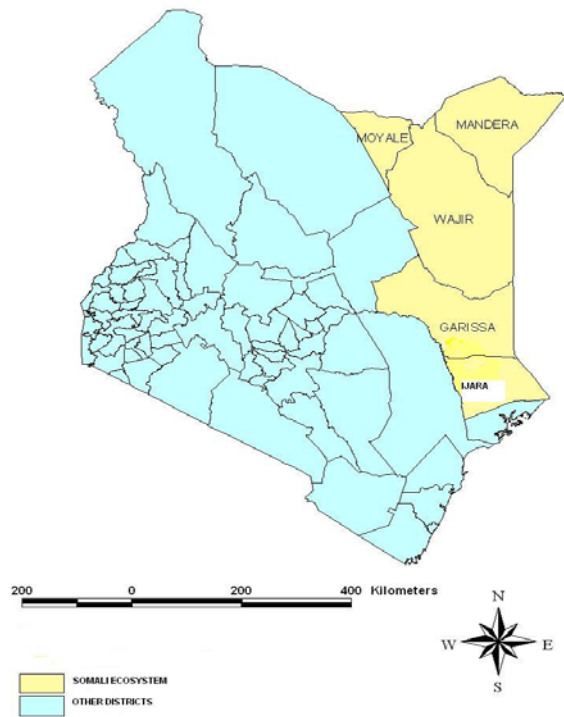 MANDERA
MOYALE
WAJIR
GARISSA
IJARA
200 0 200 400 Kilometers
N
W E
S
SOMALI ECOSYSTEM
OTHER DISTRICTS